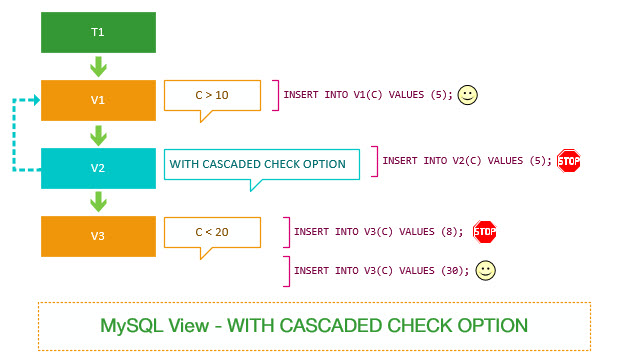 T1
V1
C > 10
INSERT INTO V1(C) VALUES (5);
V2
WITH CASCADED CHECK OPTION
INSERT INTO V2(C) VALUES (5);
STOP
V3
C < 20
INSERT INTO V3(C) VALUES (8);
STOP
INSERT INTO V3(C) VALUES (30);
MySQL View - WITH CASCADED CHECK OPTION